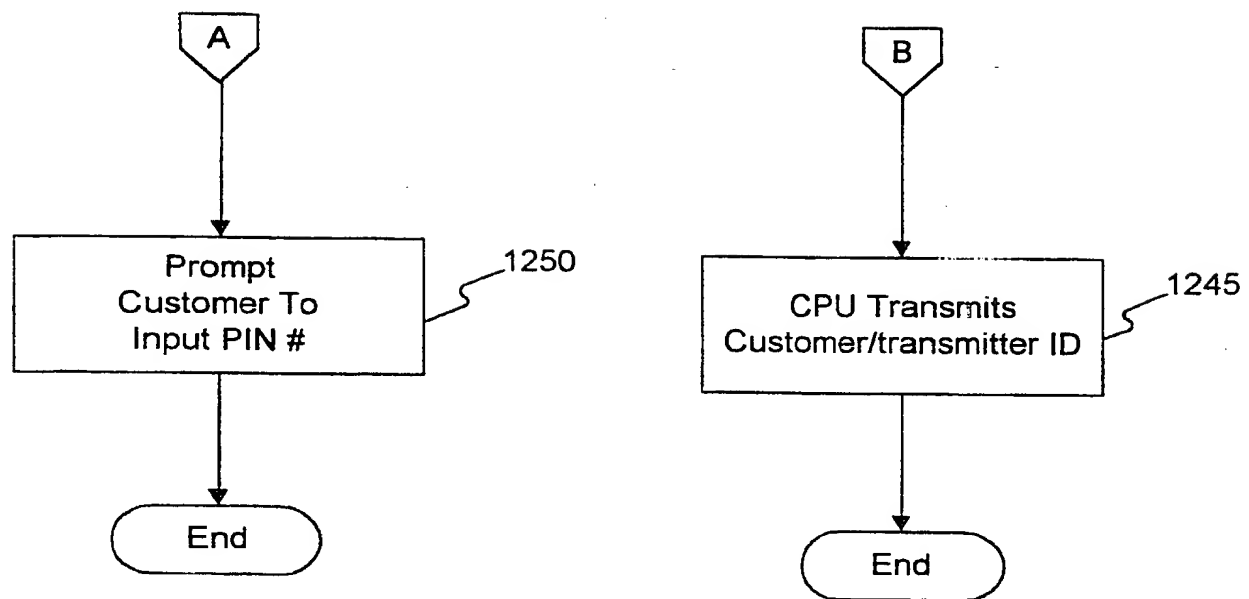 A
Prompt
Customer To
Input PIN #
1250
End
B
CPU Transmits
Customer/transmitter ID
1245
End